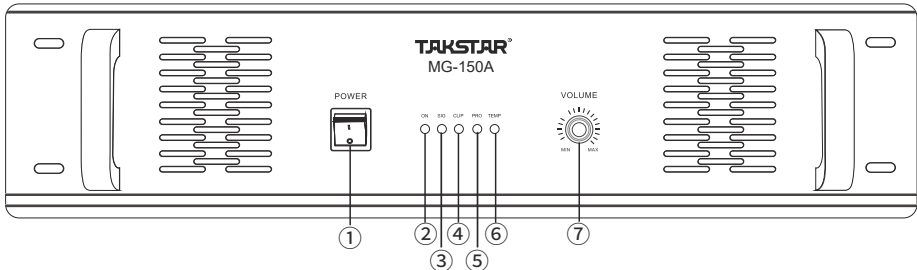 TAKSTAR®
MG-150A
POWER
VOLUME
ON SIG CLIP PRO TEMP
I
O
MIN MAX
① ② ③ ④ ⑤ ⑥ ⑦